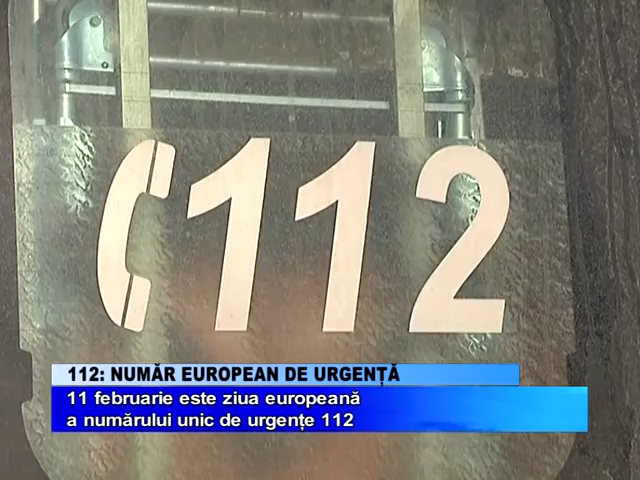 112
112: NUMĂR EUROPEAN DE URGENȚĂ
11 februarie este ziua europeană
a numărului unic de urgențe 112